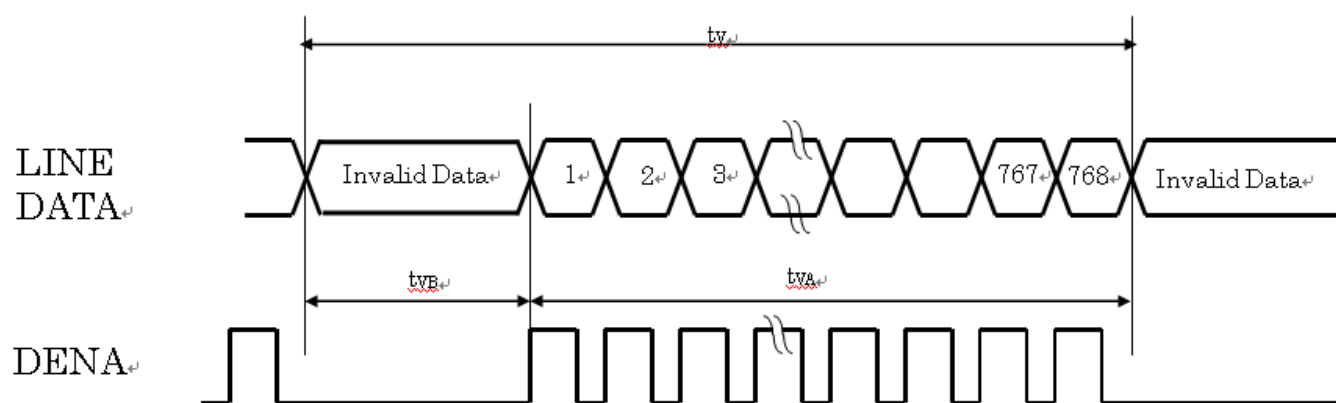 tv↵
LINE
DATA↵
Invalid Data↵
1↵
2↵
3↵
767↵
768↵
Invalid Data↵
tvB↵
tvA↵
DENA↵